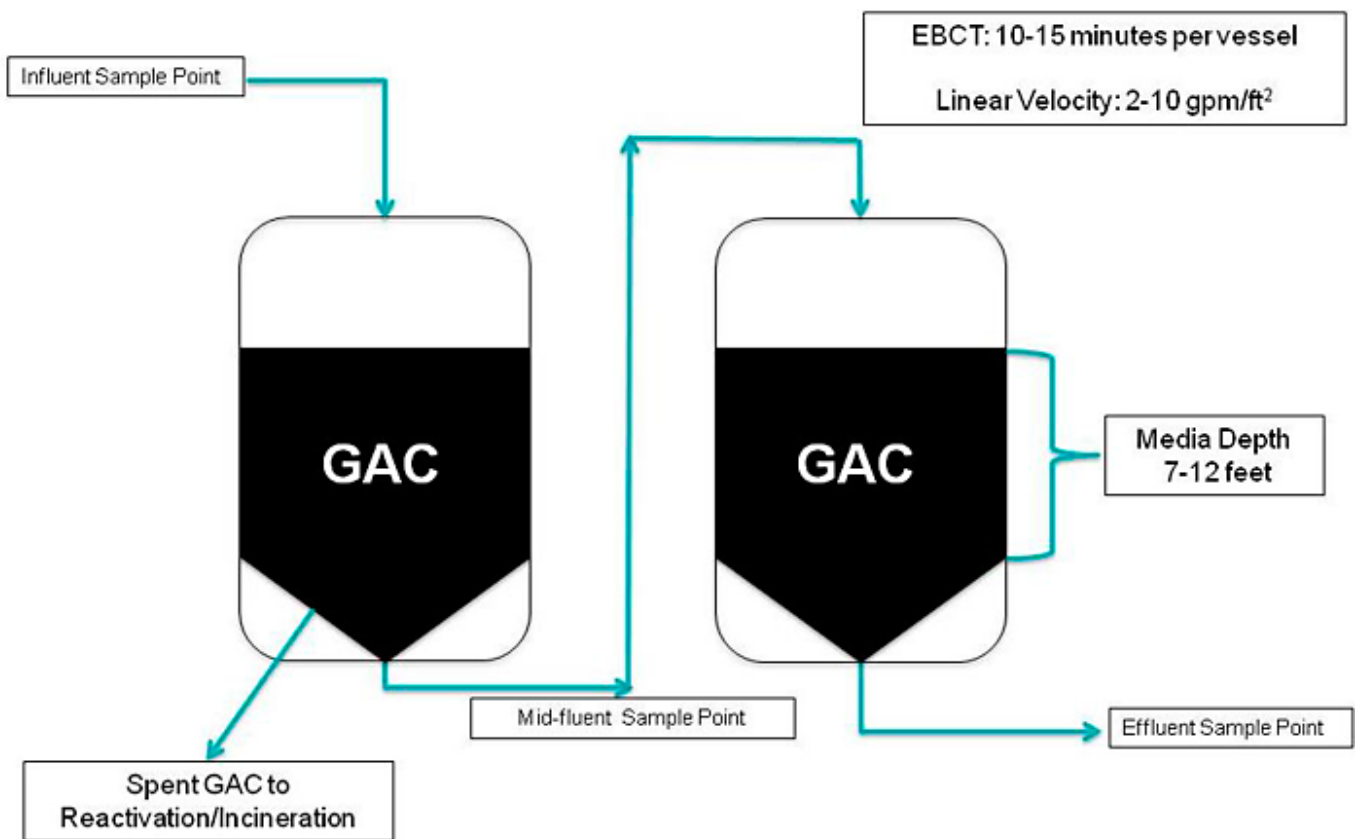 Influent Sample Point
EBCT: 10-15 minutes per vessel
Linear Velocity: 2-10 gpm/ft²
GAC
GAC
Media Depth
7-12 feet
Mid-fluent Sample Point
Effluent Sample Point
Spent GAC to
Reactivation/Incineration